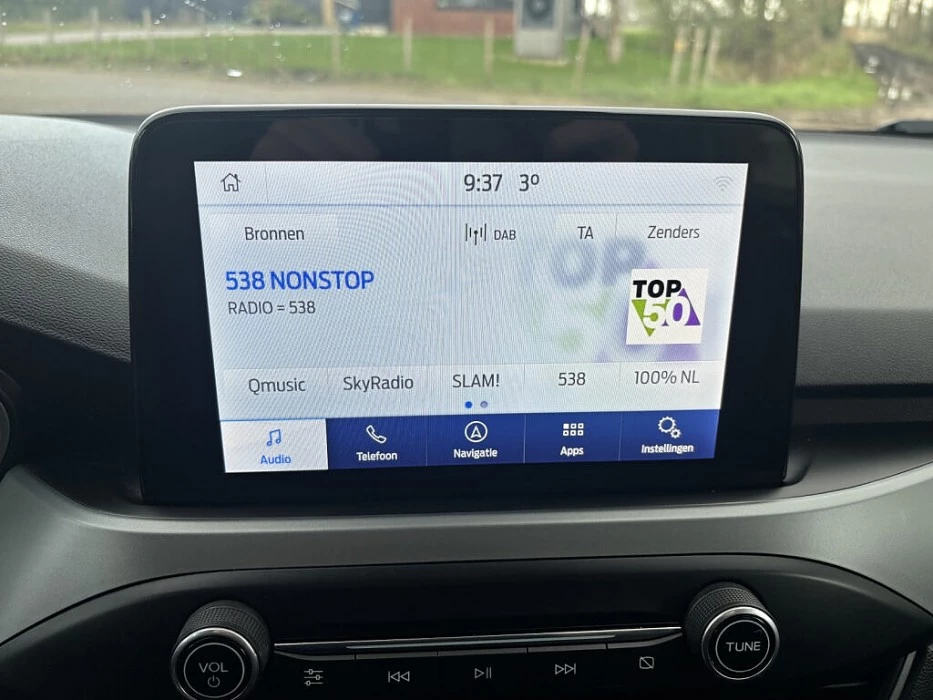 9:37 3º
Bronnen DAB TA Zenders
538 NONSTOP
RADIO = 538
TOP
50
Qmusic SkyRadio SLAM! 538 100% NL
Audio Telefoon Navigatie Apps Instellingen
VOL TUNE